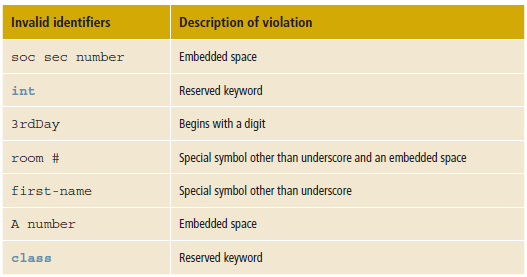 Invalid identifiers Description of violation
soc sec number Embedded space
int Reserved keyword
3rdDay Begins with a digit
room # Special symbol other than underscore and an embedded space
first-name Special symbol other than underscore
A number Embedded space
class Reserved keyword